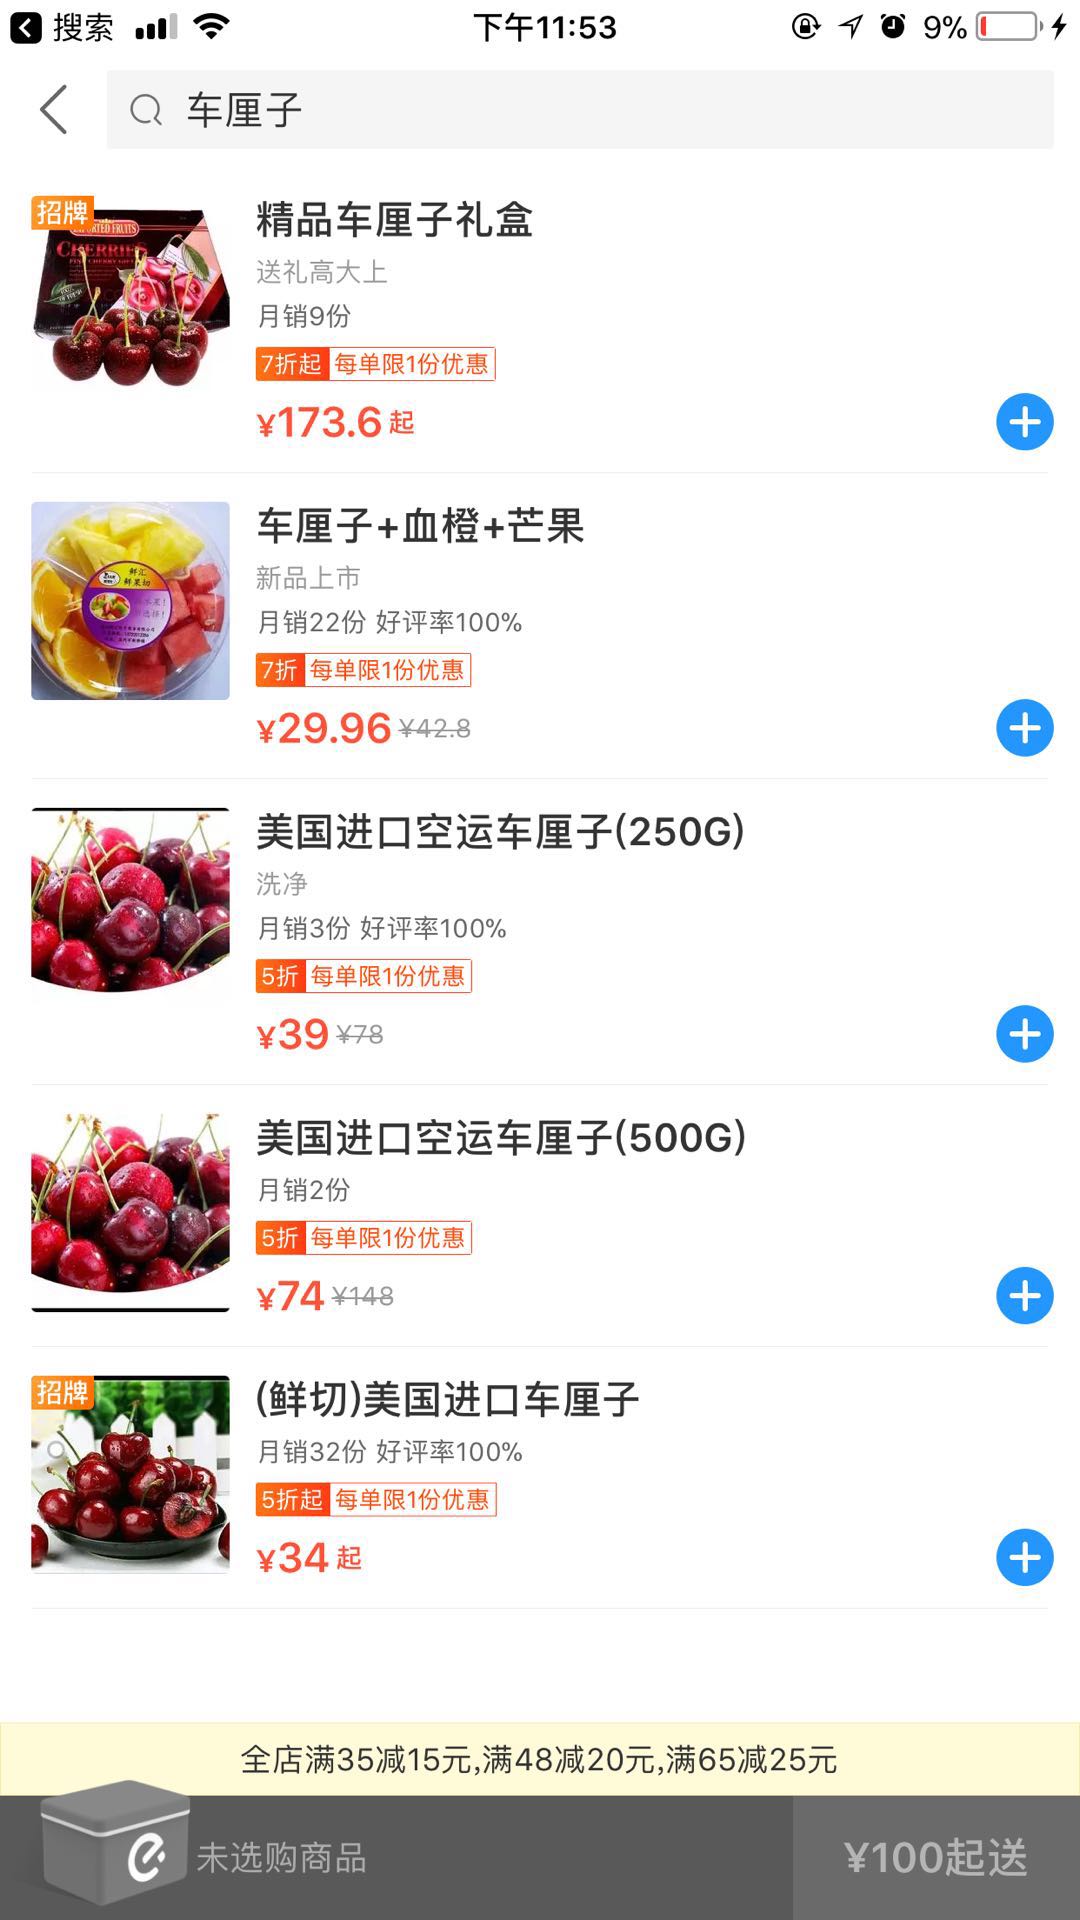 搜索
下午11:53
9%
车厘子
招牌
IMPORTED FRUITS
CHERRIES
精品车厘子礼盒
送礼高大上
月销9份
7折起 每单限1份优惠
¥173.6起
鲜汇
鲜果切
车厘子+血橙+芒果
新品上市
月销22份 好评率100%
7折 每单限1份优惠
¥29.96 ¥42.8
美国进口空运车厘子(250G)
洗净
月销3份 好评率100%
5折 每单限1份优惠
¥39 ¥78
美国进口空运车厘子(500G)
月销2份
5折 每单限1份优惠
¥74 ¥148
招牌
(鲜切)美国进口车厘子
月销32份 好评率100%
5折起 每单限1份优惠
¥34起
全店满35减15元,满48减20元,满65减25元
未选购商品
¥100起送